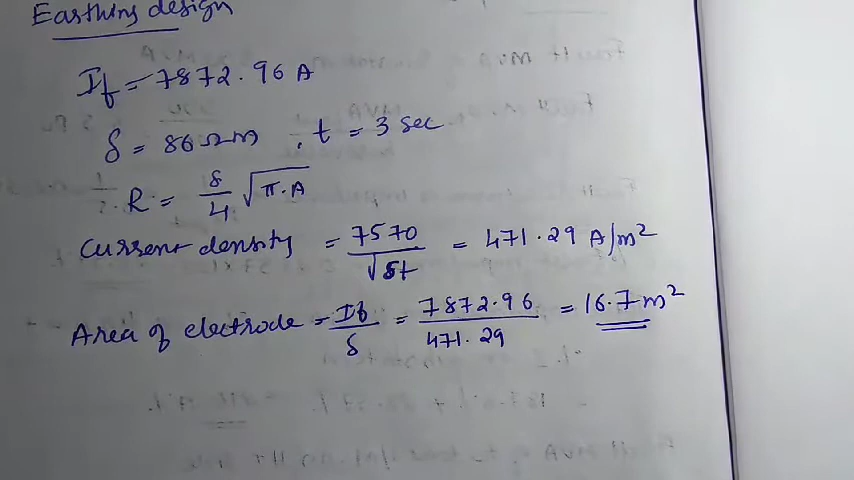 Earthing design
If = 7872.96 A
δ = 86 Ωm , t = 3 sec
R = δ/4 √π.A
Current density = 7570/√δt = 471.29 A/m²
Area of electrode = If/δ = 7872.96/471.29 = 16.7 m²